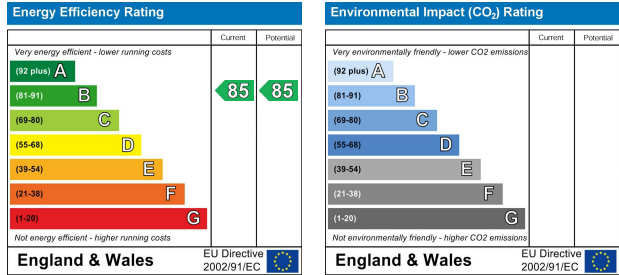 Energy Efficiency Rating
Current Potential
Very energy efficient - lower running costs
(92 plus) A
(81-91) B 85 85
(69-80) C
(55-68) D
(39-54) E
(21-38) F
(1-20) G
Not energy efficient - higher running costs
England & Wales
EU Directive
2002/91/EC
Environmental Impact (CO₂) Rating
Current Potential
Very environmentally friendly - lower CO2 emissions
(92 plus) A
(81-91) B
(69-80) C
(55-68) D
(39-54) E
(21-38) F
(1-20) G
Not environmentally friendly - higher CO2 emissions
England & Wales
EU Directive
2002/91/EC